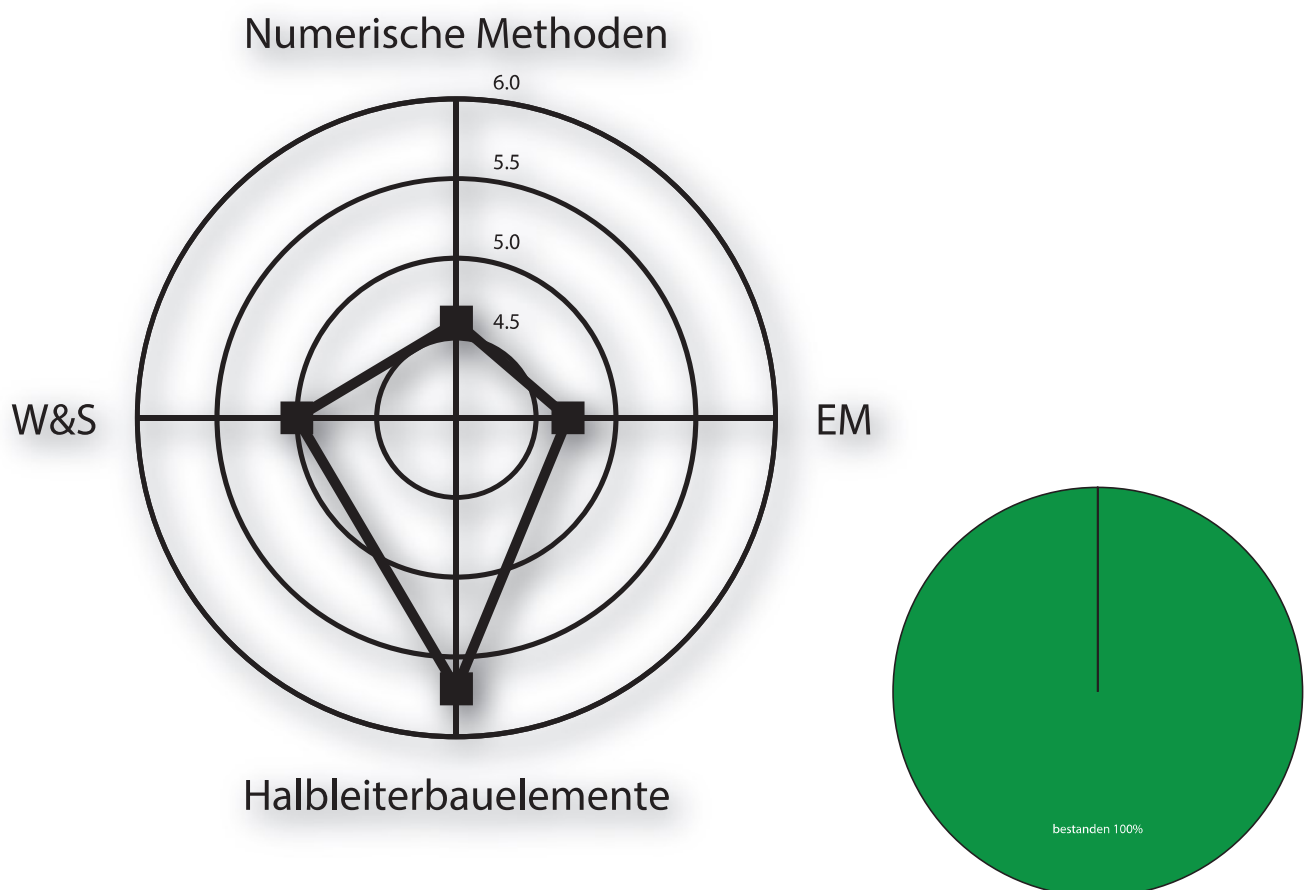 Numerische Methoden
6.0
5.5
5.0
4.5
W&S
EM
Halbleiterbauelemente
bestanden 100%